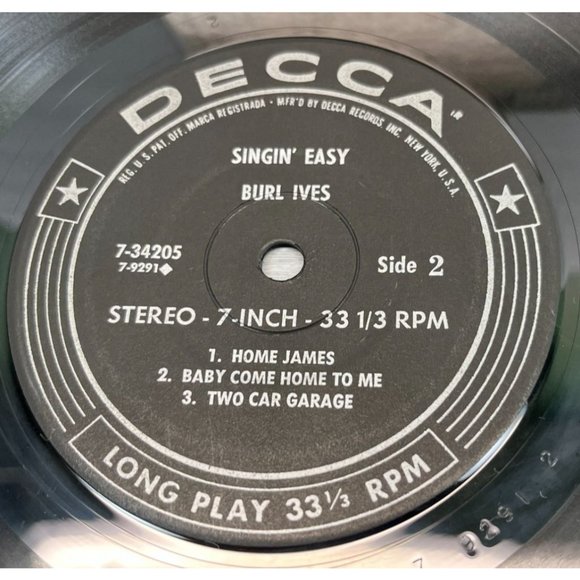 DECCA®
REG. U.S. PAT. OFF. MARCA REGISTRADA • MFR'D BY DECCA RECORDS INC. NEW YORK, U.S.A.
SINGIN' EASY
BURL IVES
7-34205
7-9291◆
Side 2
STEREO - 7-INCH - 33 1/3 RPM
1. HOME JAMES
2. BABY COME HOME TO ME
3. TWO CAR GARAGE
LONG PLAY 33⅓ RPM